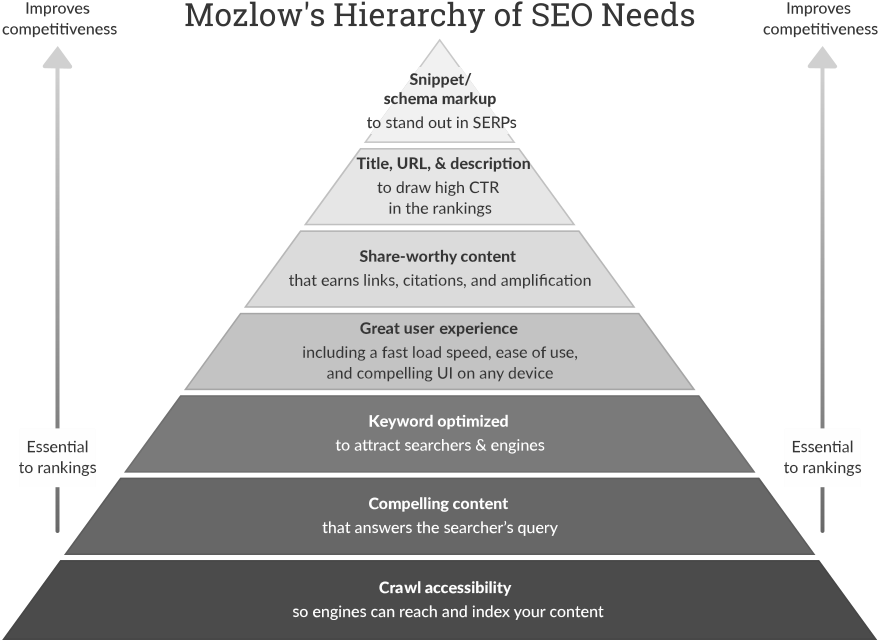 Mozlow's Hierarchy of SEO Needs
Improves
competitiveness
Improves
competitiveness
Snippet/
schema markup
to stand out in SERPs
Title, URL, & description
to draw high CTR
in the rankings
Share-worthy content
that earns links, citations, and amplification
Great user experience
including a fast load speed, ease of use,
and compelling UI on any device
Keyword optimized
to attract searchers & engines
Essential
to rankings
Essential
to rankings
Compelling content
that answers the searcher’s query
Crawl accessibility
so engines can reach and index your content